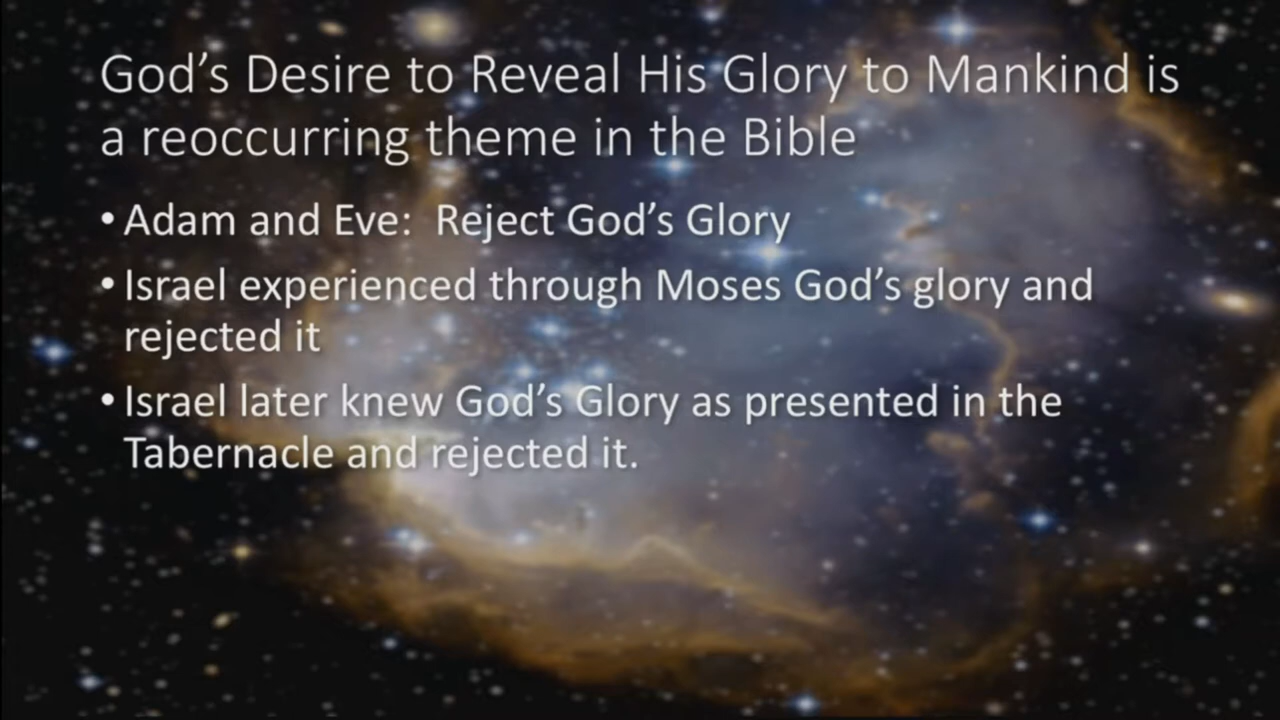 God’s Desire to Reveal His Glory to Mankind is
a reoccurring theme in the Bible
• Adam and Eve:  Reject God’s Glory
• Israel experienced through Moses God’s glory and
rejected it
• Israel later knew God’s Glory as presented in the
Tabernacle and rejected it.